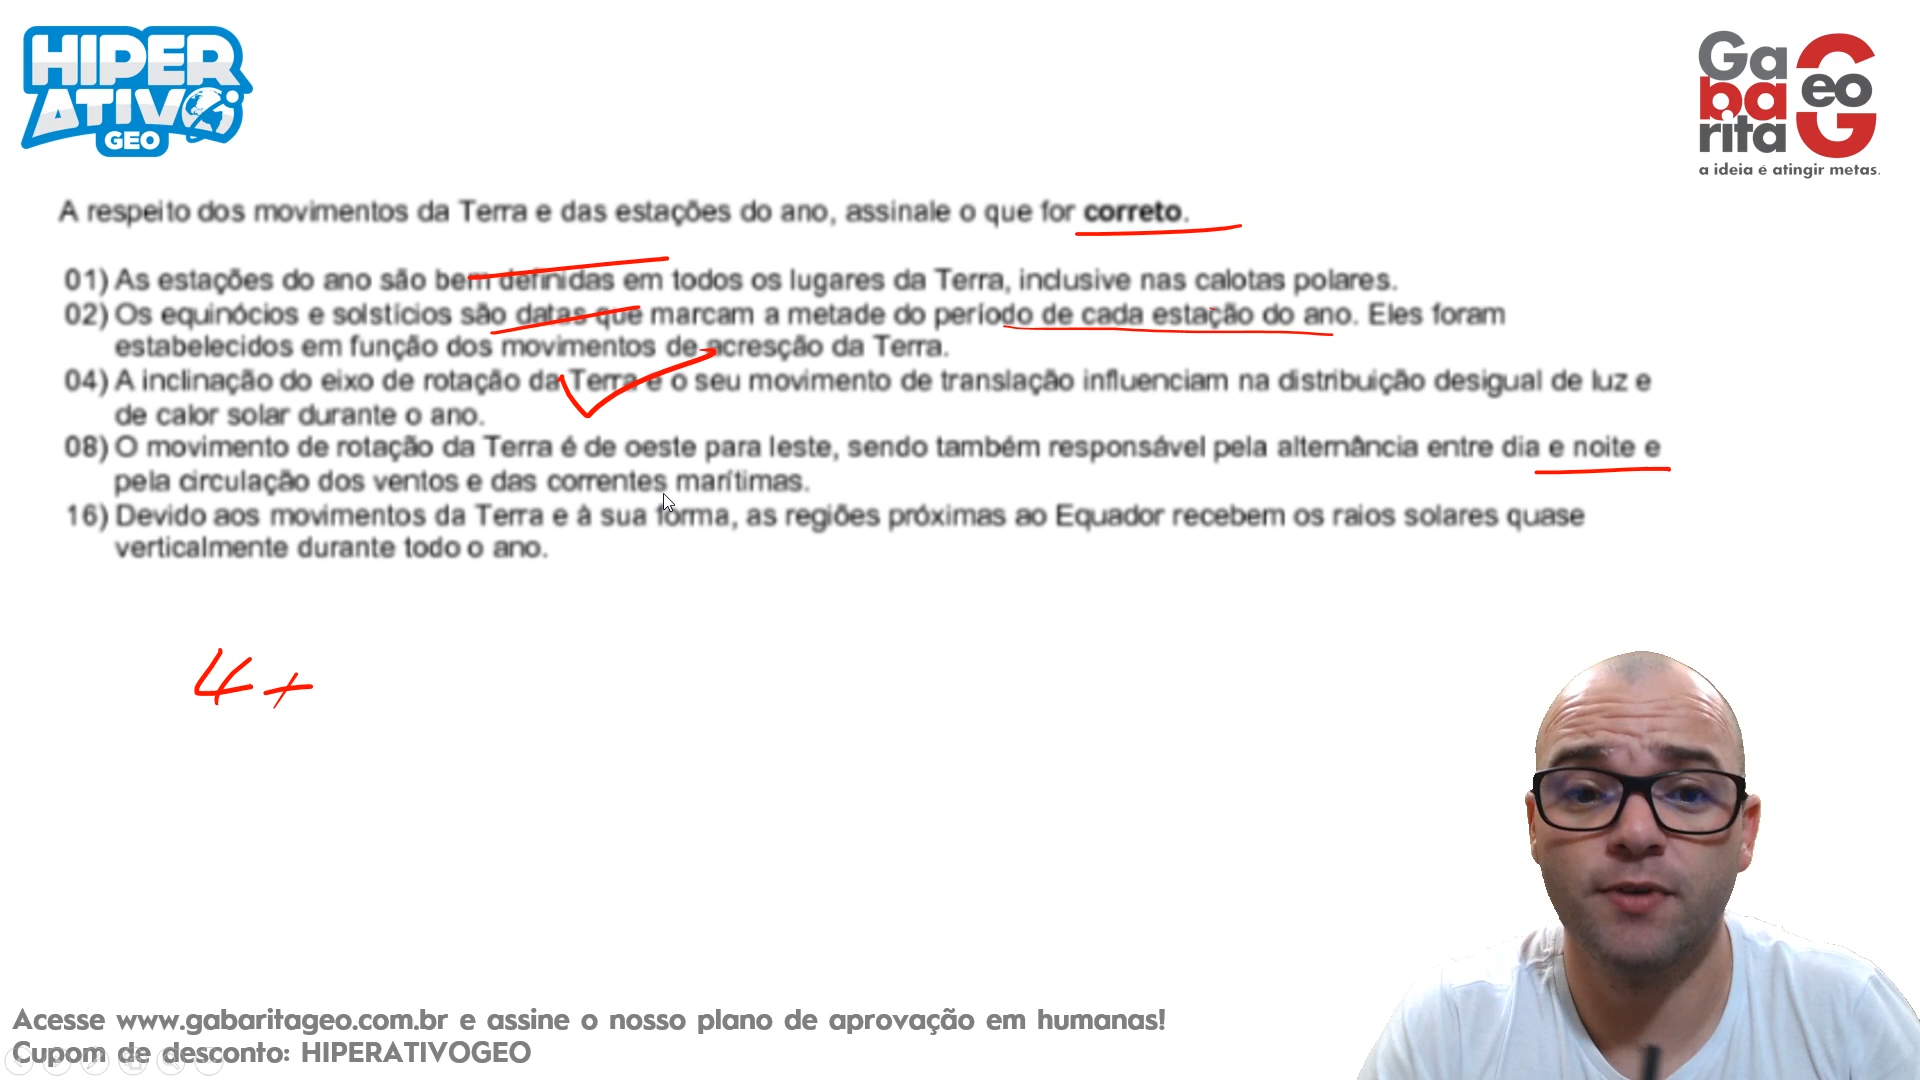 HIPER
ATIVO
GEO
Ga
ba
rita
Geo
a ideia é atingir metas.
A respeito dos movimentos da Terra e das estações do ano, assinale o que for correto.
01) As estações do ano são bem definidas em todos os lugares da Terra, inclusive nas calotas polares.
02) Os equinócios e solstícios são datas que marcam a metade do período de cada estação do ano. Eles foram
estabelecidos em função dos movimentos de acresção da Terra.
04) A inclinação do eixo de rotação da Terra e o seu movimento de translação influenciam na distribuição desigual de luz e
de calor solar durante o ano.
08) O movimento de rotação da Terra é de oeste para leste, sendo também responsável pela alternância entre dia e noite e
pela circulação dos ventos e das correntes marítimas.
16) Devido aos movimentos da Terra e à sua forma, as regiões próximas ao Equador recebem os raios solares quase
verticalmente durante todo o ano.
4+
Acesse www.gabaritageo.com.br e assine o nosso plano de aprovação em humanas!
Cupom de desconto: HIPERATIVOGEO